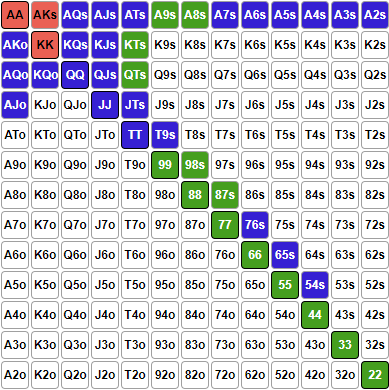 AA AKs AQs AJs ATs A9s A8s A7s A6s A5s A4s A3s A2s
AKo KK KQs KJs KTs K9s K8s K7s K6s K5s K4s K3s K2s
AQo KQo QQ QJs QTs Q9s Q8s Q7s Q6s Q5s Q4s Q3s Q2s
AJo KJo QJo JJ JTs J9s J8s J7s J6s J5s J4s J3s J2s
ATo KTo QTo JTo TT T9s T8s T7s T6s T5s T4s T3s T2s
A9o K9o Q9o J9o T9o 99 98s 97s 96s 95s 94s 93s 92s
A8o K8o Q8o J8o T8o 98o 88 87s 86s 85s 84s 83s 82s
A7o K7o Q7o J7o T7o 97o 87o 77 76s 75s 74s 73s 72s
A6o K6o Q6o J6o T6o 96o 86o 76o 66 65s 64s 63s 62s
A5o K5o Q5o J5o T5o 95o 85o 75o 65o 55 54s 53s 52s
A4o K4o Q4o J4o T4o 94o 84o 74o 64o 54o 44 43s 42s
A3o K3o Q3o J3o T3o 93o 83o 73o 63o 53o 43o 33 32s
A2o K2o Q2o J2o T2o 92o 82o 72o 62o 52o 42o 32o 22